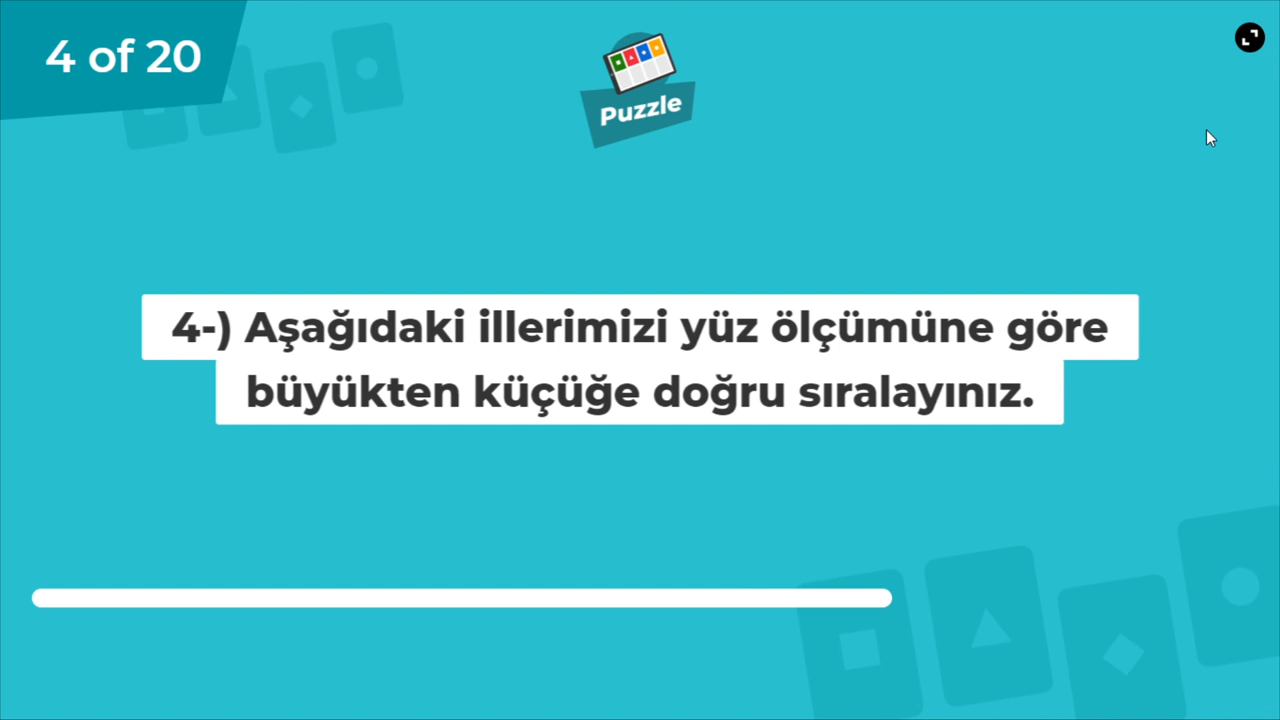 4 of 20
Puzzle
4-) Aşağıdaki illerimizi yüz ölçümüne göre
büyükten küçüğe doğru sıralayınız.